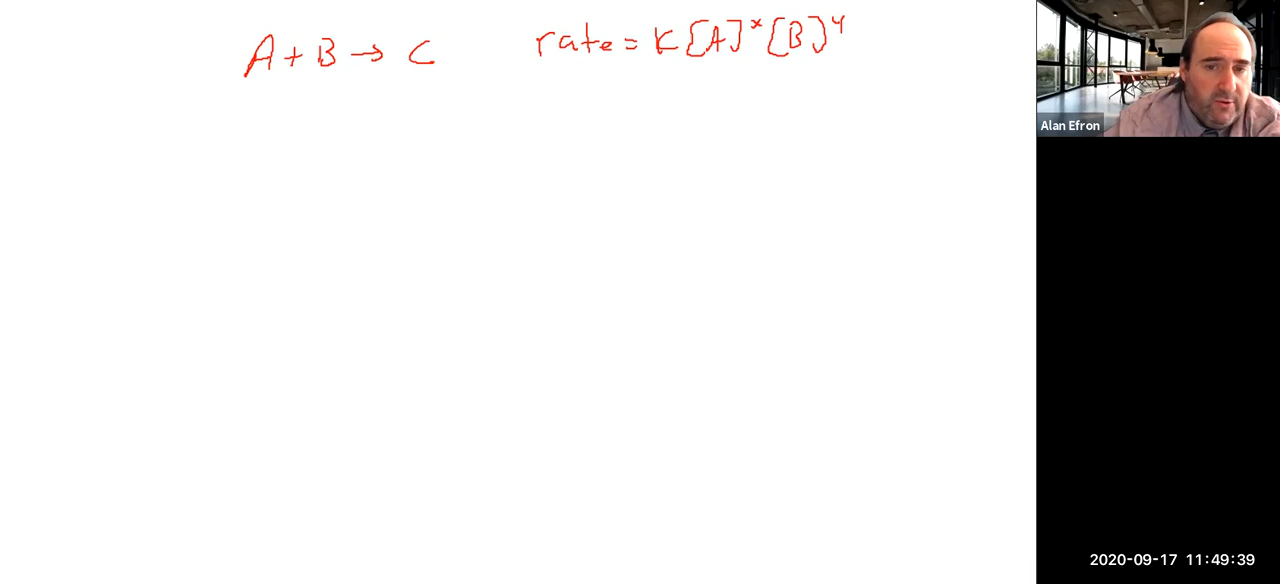 A + B → C
rate = K[A]^x[B]^y
Alan Efron
2020-09-17 11:49:39